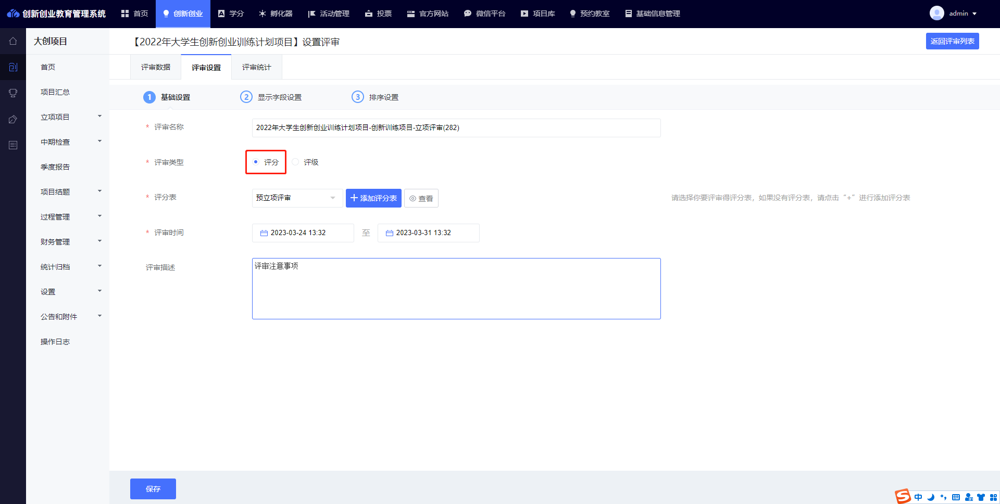 创新创业教育管理系统 首页 创新创业 学分 孵化器 活动管理 投票 官方网站 微信平台 项目库 预约教室 基础信息管理 admin
大创项目
首页
项目汇总
立项项目
中期检查
季度报告
项目结题
过程管理
财务管理
统计归档
设置
公告和附件
操作日志
【2022年大学生创新创业训练计划项目】设置评审 返回评审列表
评审数据 评审设置 评审统计
1 基础设置 2 显示字段设置 3 排序设置
* 评审名称 2022年大学生创新创业训练计划项目-创新训练项目-立项评审(282)
* 评审类型 评分 评级
* 评分表 预立项评审 添加评分表 查看 请选择你要评审得评分表，如果没有评分表，请点击“+”进行添加评分表
* 评审时间 2023-03-24 13:32 至 2023-03-31 13:32
评审描述 评审注意事项
保存
S 中